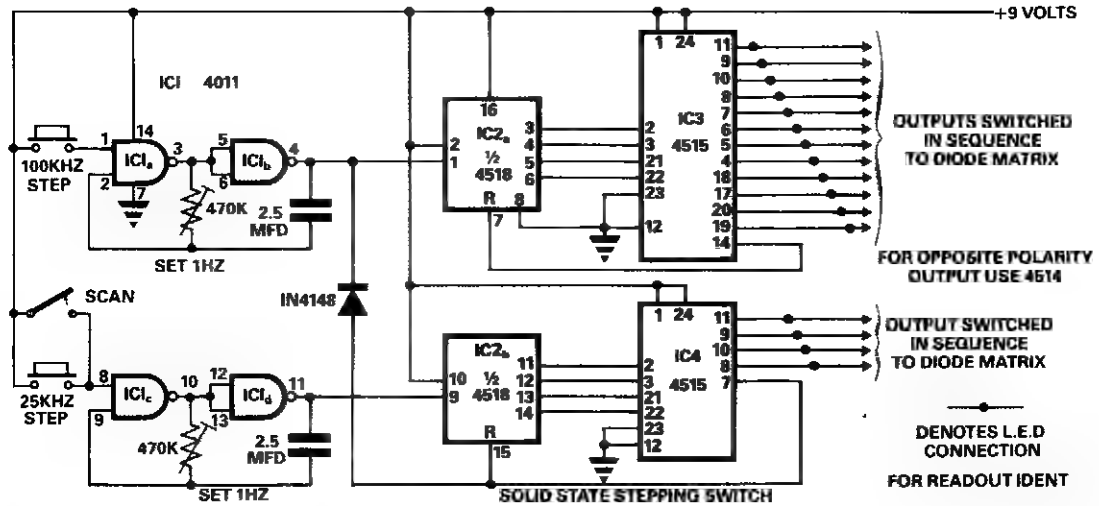 +9 VOLTS
ICI 4011
100KHZ
STEP
1
2
14
3
ICIa
7
5
6
ICIb
4
470K
2.5
MFD
SET 1HZ
SCAN
25KHZ
STEP
8
9
ICIc
10
12
13
ICId
11
470K
2.5
MFD
SET 1HZ
IN4148
16
2
1
IC2a
½
4518
R
8
7
3
4
5
6
1
24
2
3
21
22
23
12
IC3
4515
11
9
10
8
7
6
5
4
18
17
20
19
14
OUTPUTS SWITCHED
IN SEQUENCE
TO DIODE MATRIX
FOR OPPOSITE POLARITY
OUTPUT USE 4514
10
9
IC2b
½
4518
R
15
11
12
13
14
1
24
2
3
21
22
23
12
IC4
4515
11
9
10
8
7
OUTPUT SWITCHED
IN SEQUENCE
TO DIODE MATRIX
DENOTES L.E.D
CONNECTION
FOR READOUT IDENT
SOLID STATE STEPPING SWITCH